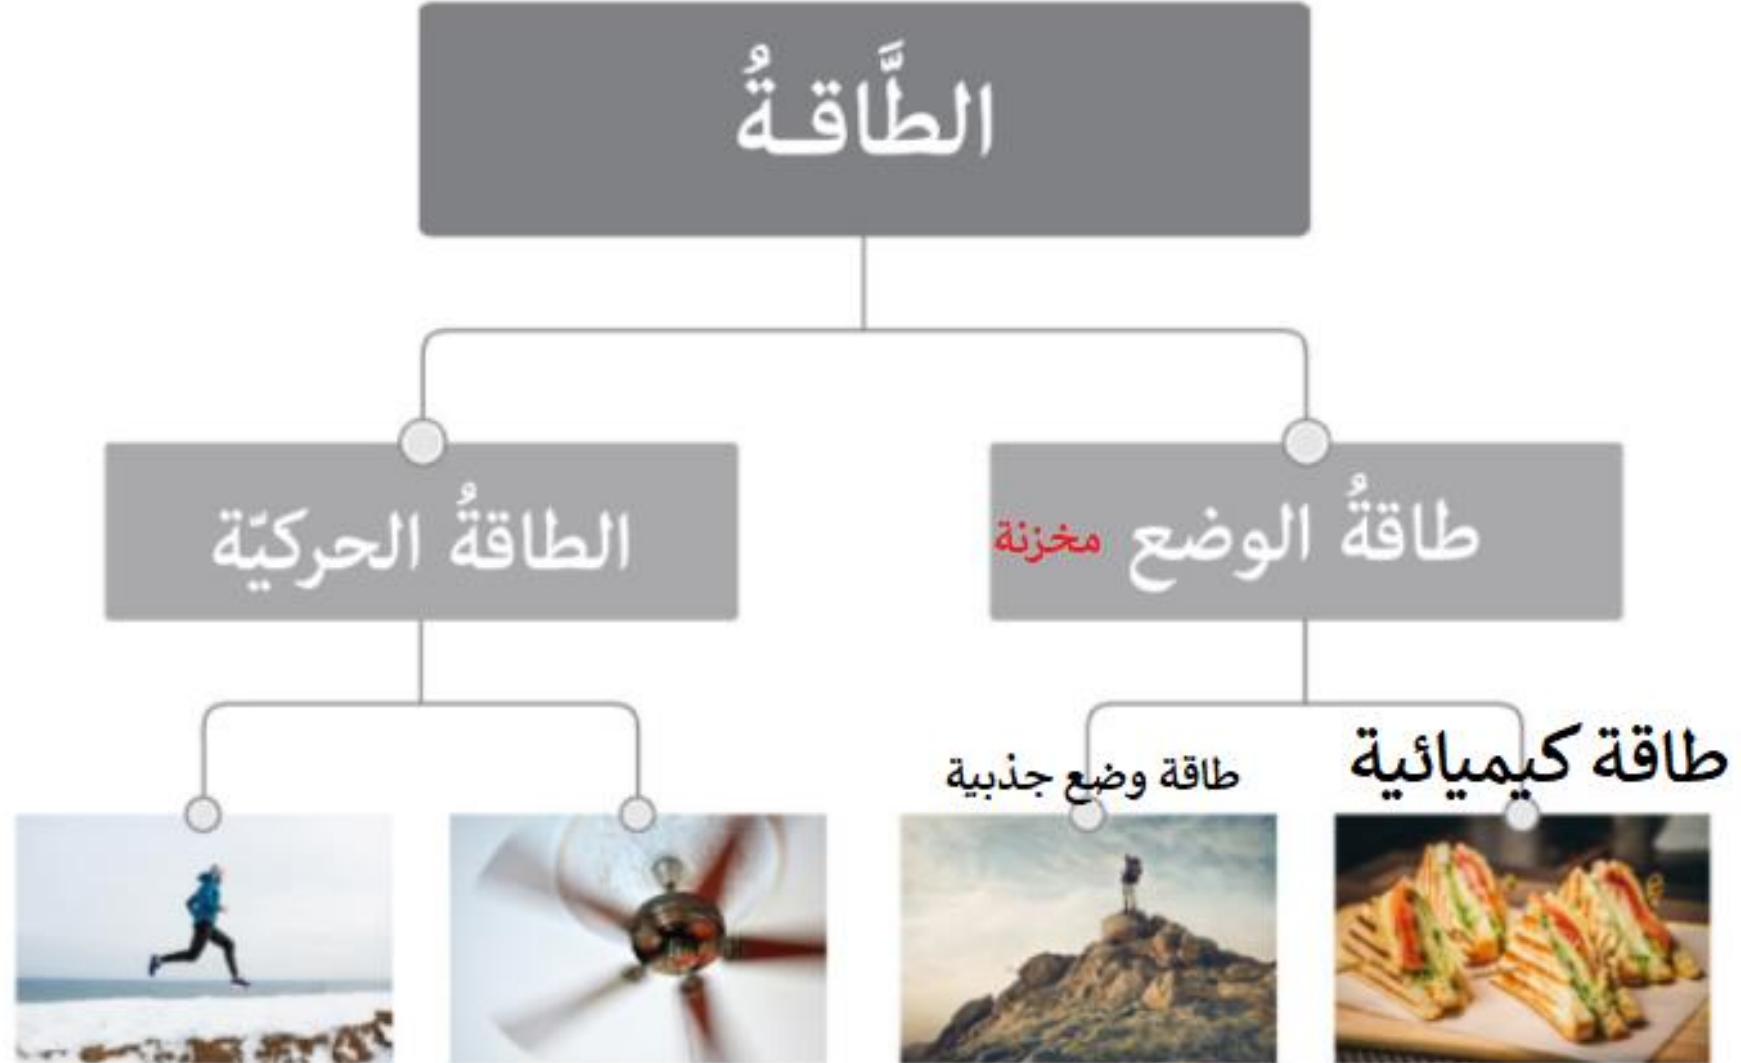 الطَّاقـةُ
طاقةُ الوضع مخزنة
الطاقةُ الحركيّة
طاقة كيميائية
طاقة وضع جذبية